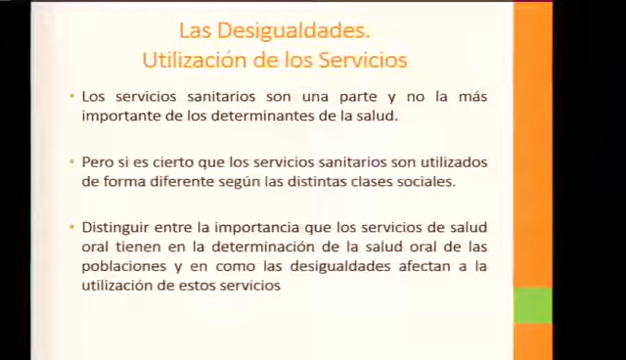 Las Desigualdades.
Utilización de los Servicios
• Los servicios sanitarios son una parte y no la más
importante de los determinantes de la salud.
• Pero si es cierto que los servicios sanitarios son utilizados
de forma diferente según las distintas clases sociales.
• Distinguir entre la importancia que los servicios de salud
oral tienen en la determinación de la salud oral de las
poblaciones y en como las desigualdades afectan a la
utilización de estos servicios